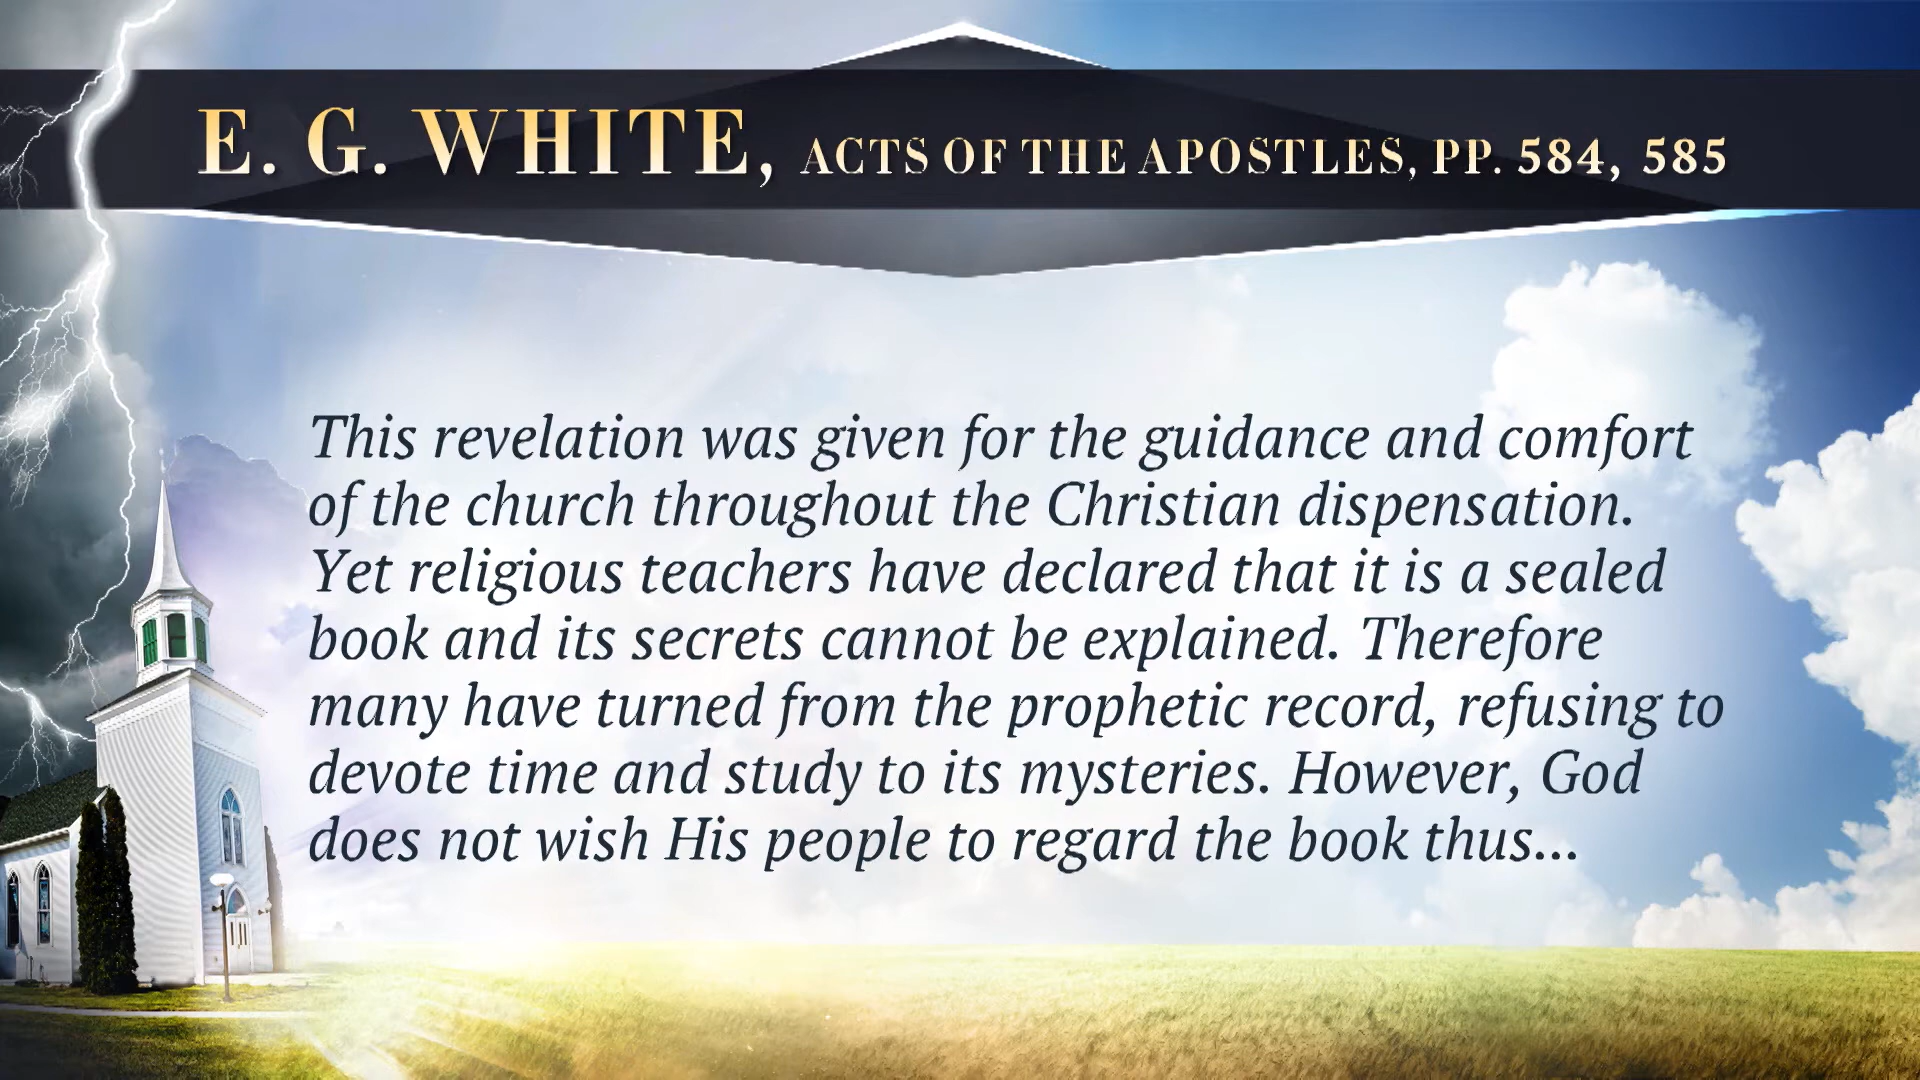 E. G. WHITE, ACTS OF THE APOSTLES, PP. 584, 585
This revelation was given for the guidance and comfort
of the church throughout the Christian dispensation.
Yet religious teachers have declared that it is a sealed
book and its secrets cannot be explained. Therefore
many have turned from the prophetic record, refusing to
devote time and study to its mysteries. However, God
does not wish His people to regard the book thus...